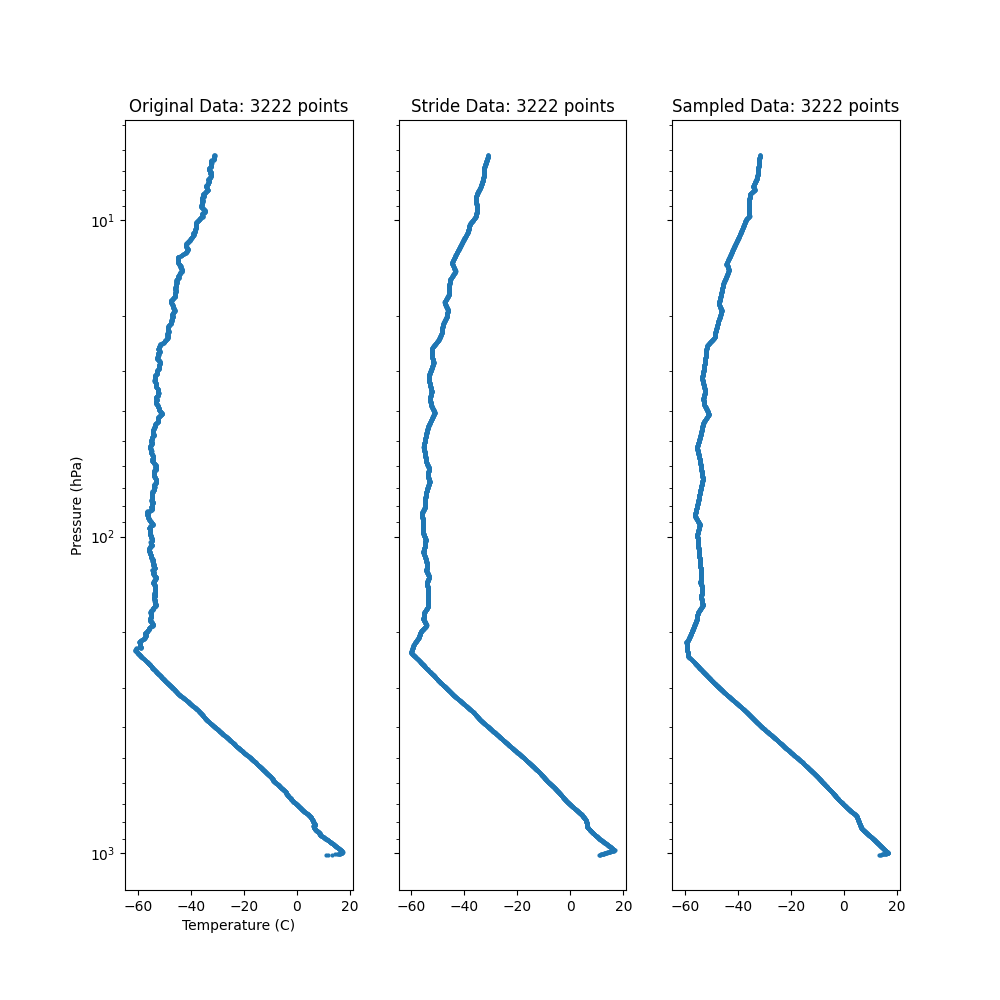 Original Data: 3222 points
Stride Data: 3222 points
Sampled Data: 3222 points
Pressure (hPa)
10¹
10²
10³
−60 −40 −20 0 20
−60 −40 −20 0 20
−60 −40 −20 0 20
Temperature (C)